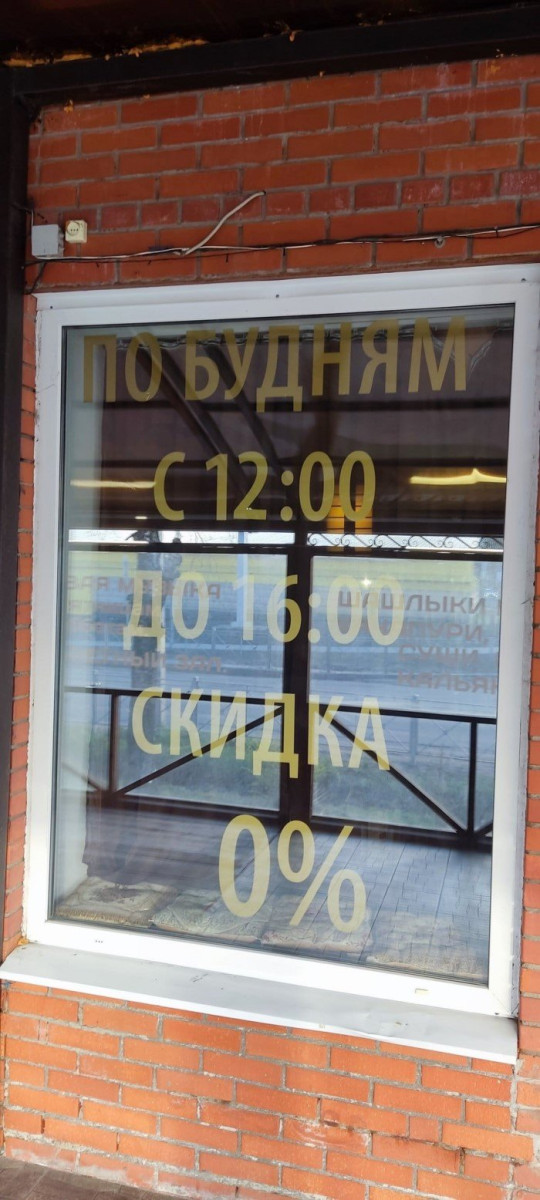 ПО БУДНЯМ
С 12:00
ДО 16:00
СКИДКА
0%
ШАШЛЫКИ